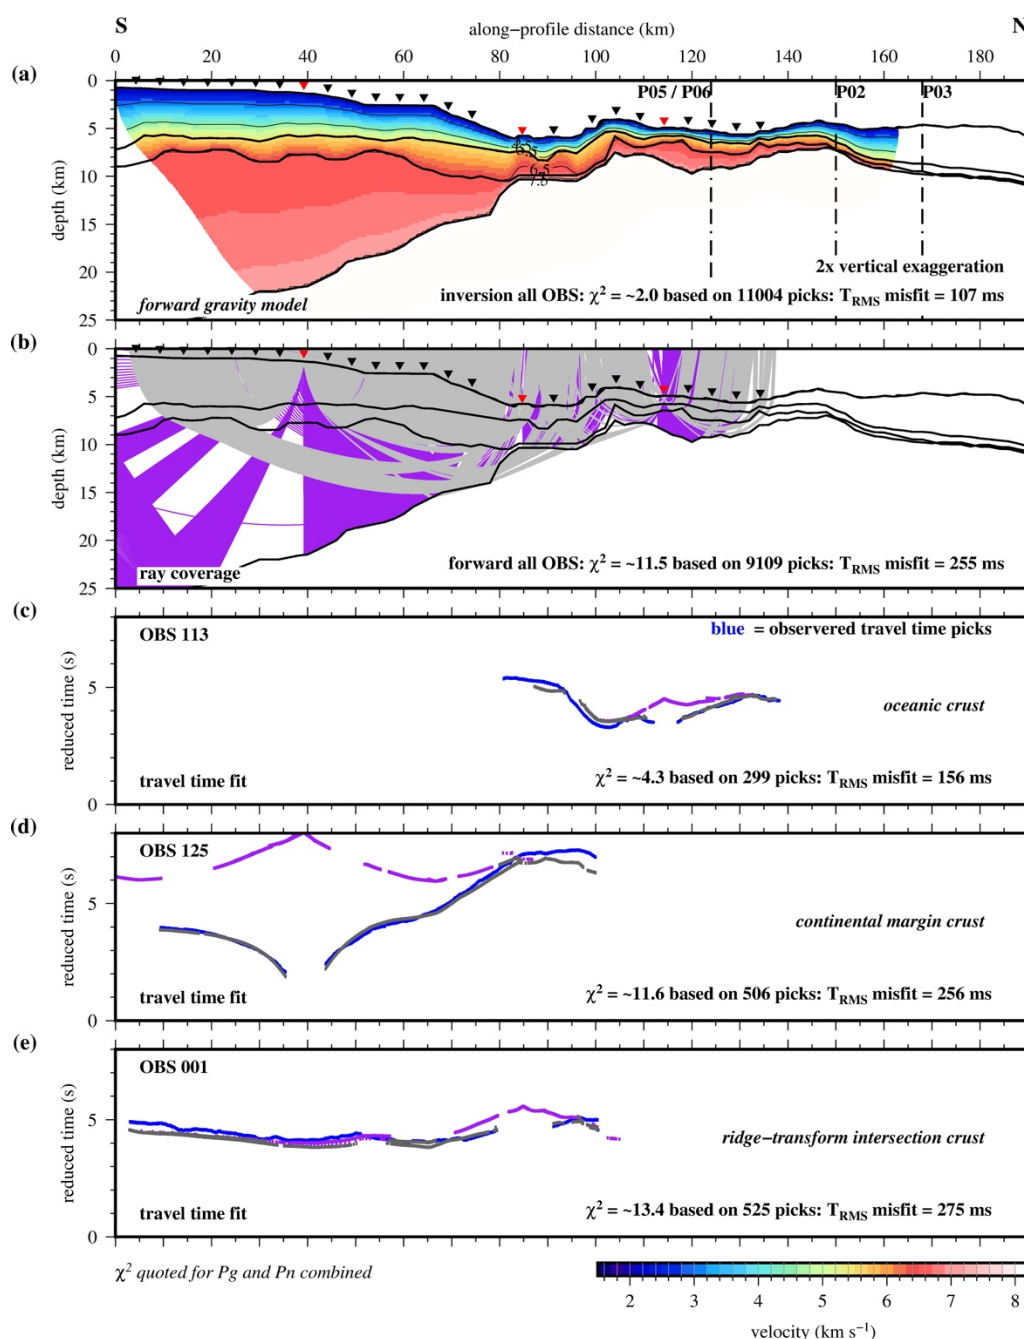 S
N
along−profile distance (km)
0 20 40 60 80 100 120 140 160 180
(a)
0
5
10
15
20
25
depth (km)
P05 / P06
P02
P03
4.5
6.5
7.5
2x vertical exaggeration
forward gravity model
inversion all OBS: χ² = ~2.0 based on 11004 picks: TRMS misfit = 107 ms
(b)
0
5
10
15
20
25
depth (km)
ray coverage
forward all OBS: χ² = ~11.5 based on 9109 picks: TRMS misfit = 255 ms
(c)
OBS 113
blue = observered travel time picks
5
0
reduced time (s)
oceanic crust
travel time fit
χ² = ~4.3 based on 299 picks: TRMS misfit = 156 ms
(d)
OBS 125
5
0
reduced time (s)
continental margin crust
travel time fit
χ² = ~11.6 based on 506 picks: TRMS misfit = 256 ms
(e)
OBS 001
5
0
reduced time (s)
ridge−transform intersection crust
travel time fit
χ² = ~13.4 based on 525 picks: TRMS misfit = 275 ms
χ² quoted for Pg and Pn combined
2 3 4 5 6 7 8
velocity (km s⁻¹)